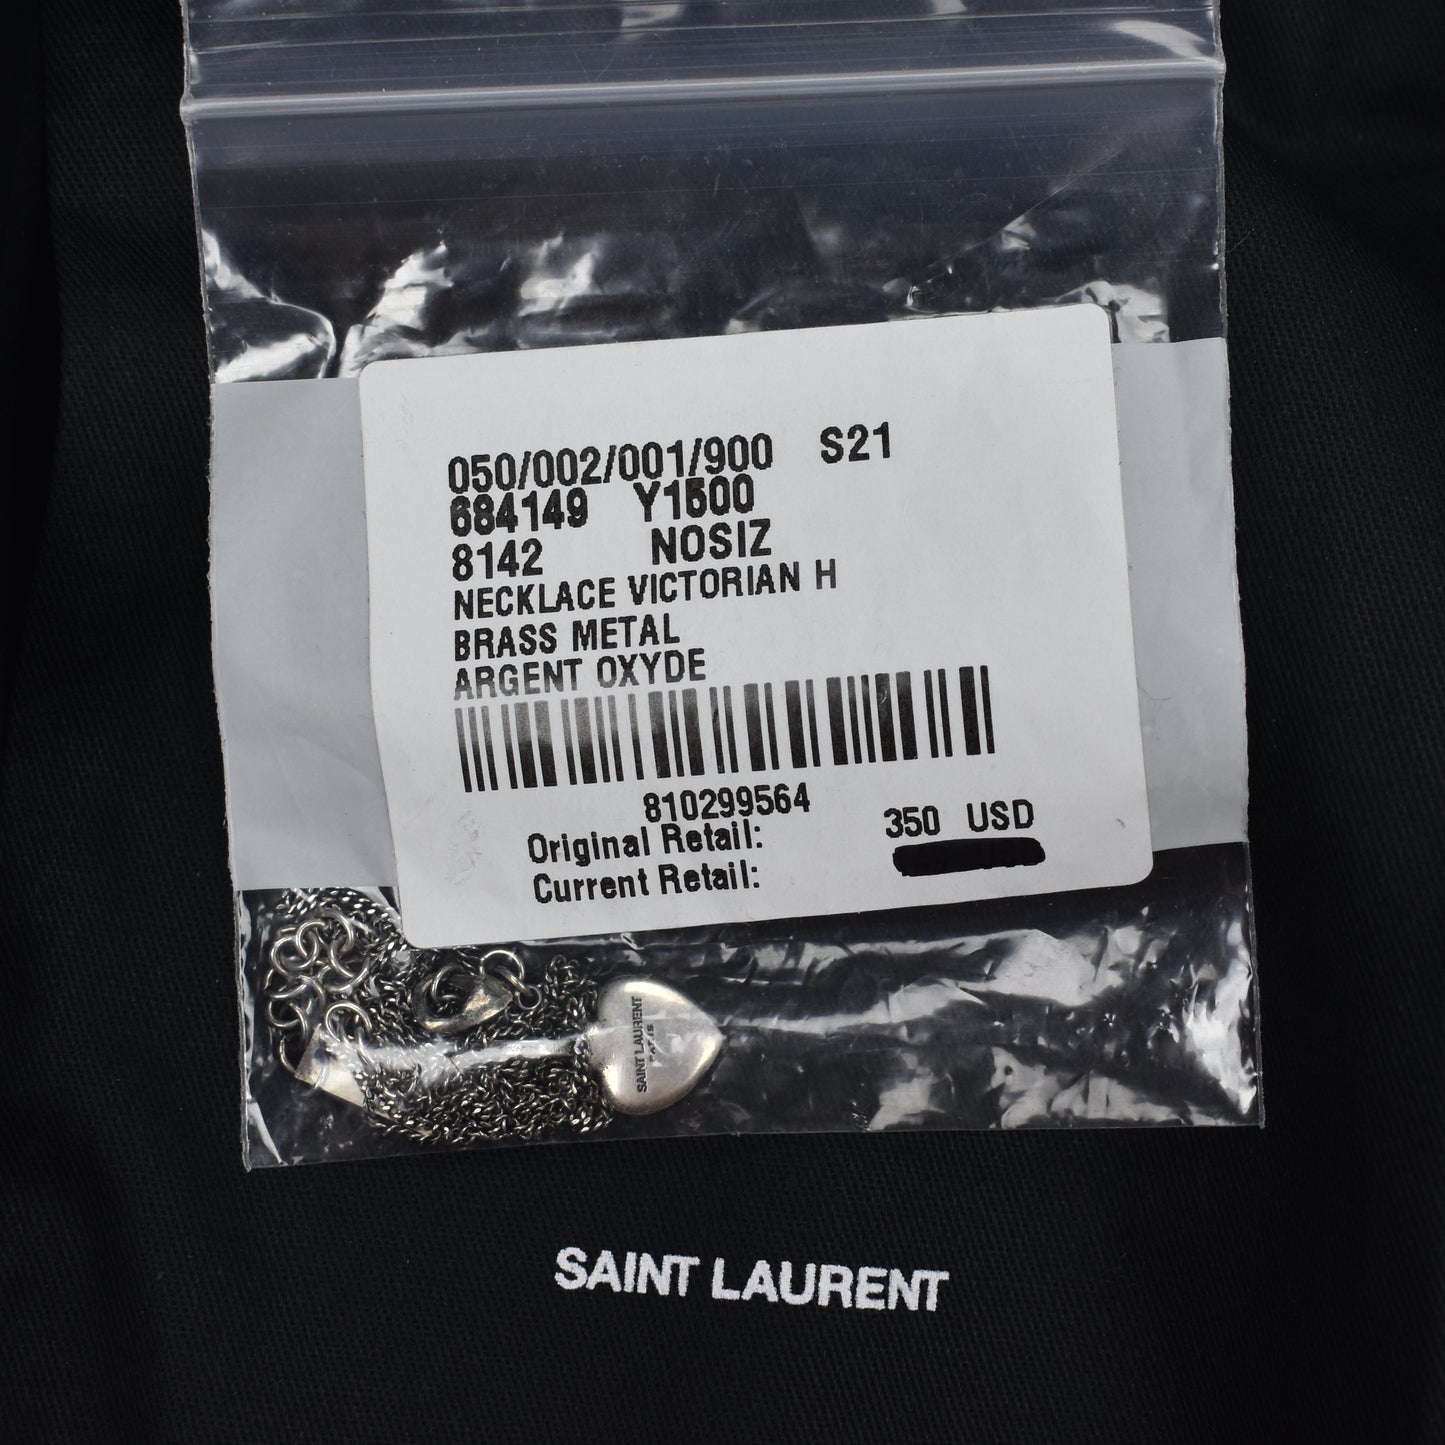 050/002/001/900 S21
684149 Y1500
8142 NOSIZ
NECKLACE VICTORIAN H
BRASS METAL
ARGENT OXYDE
810299564
Original Retail: 350 USD
Current Retail:
SAINT LAURENT
PARIS
SAINT LAURENT